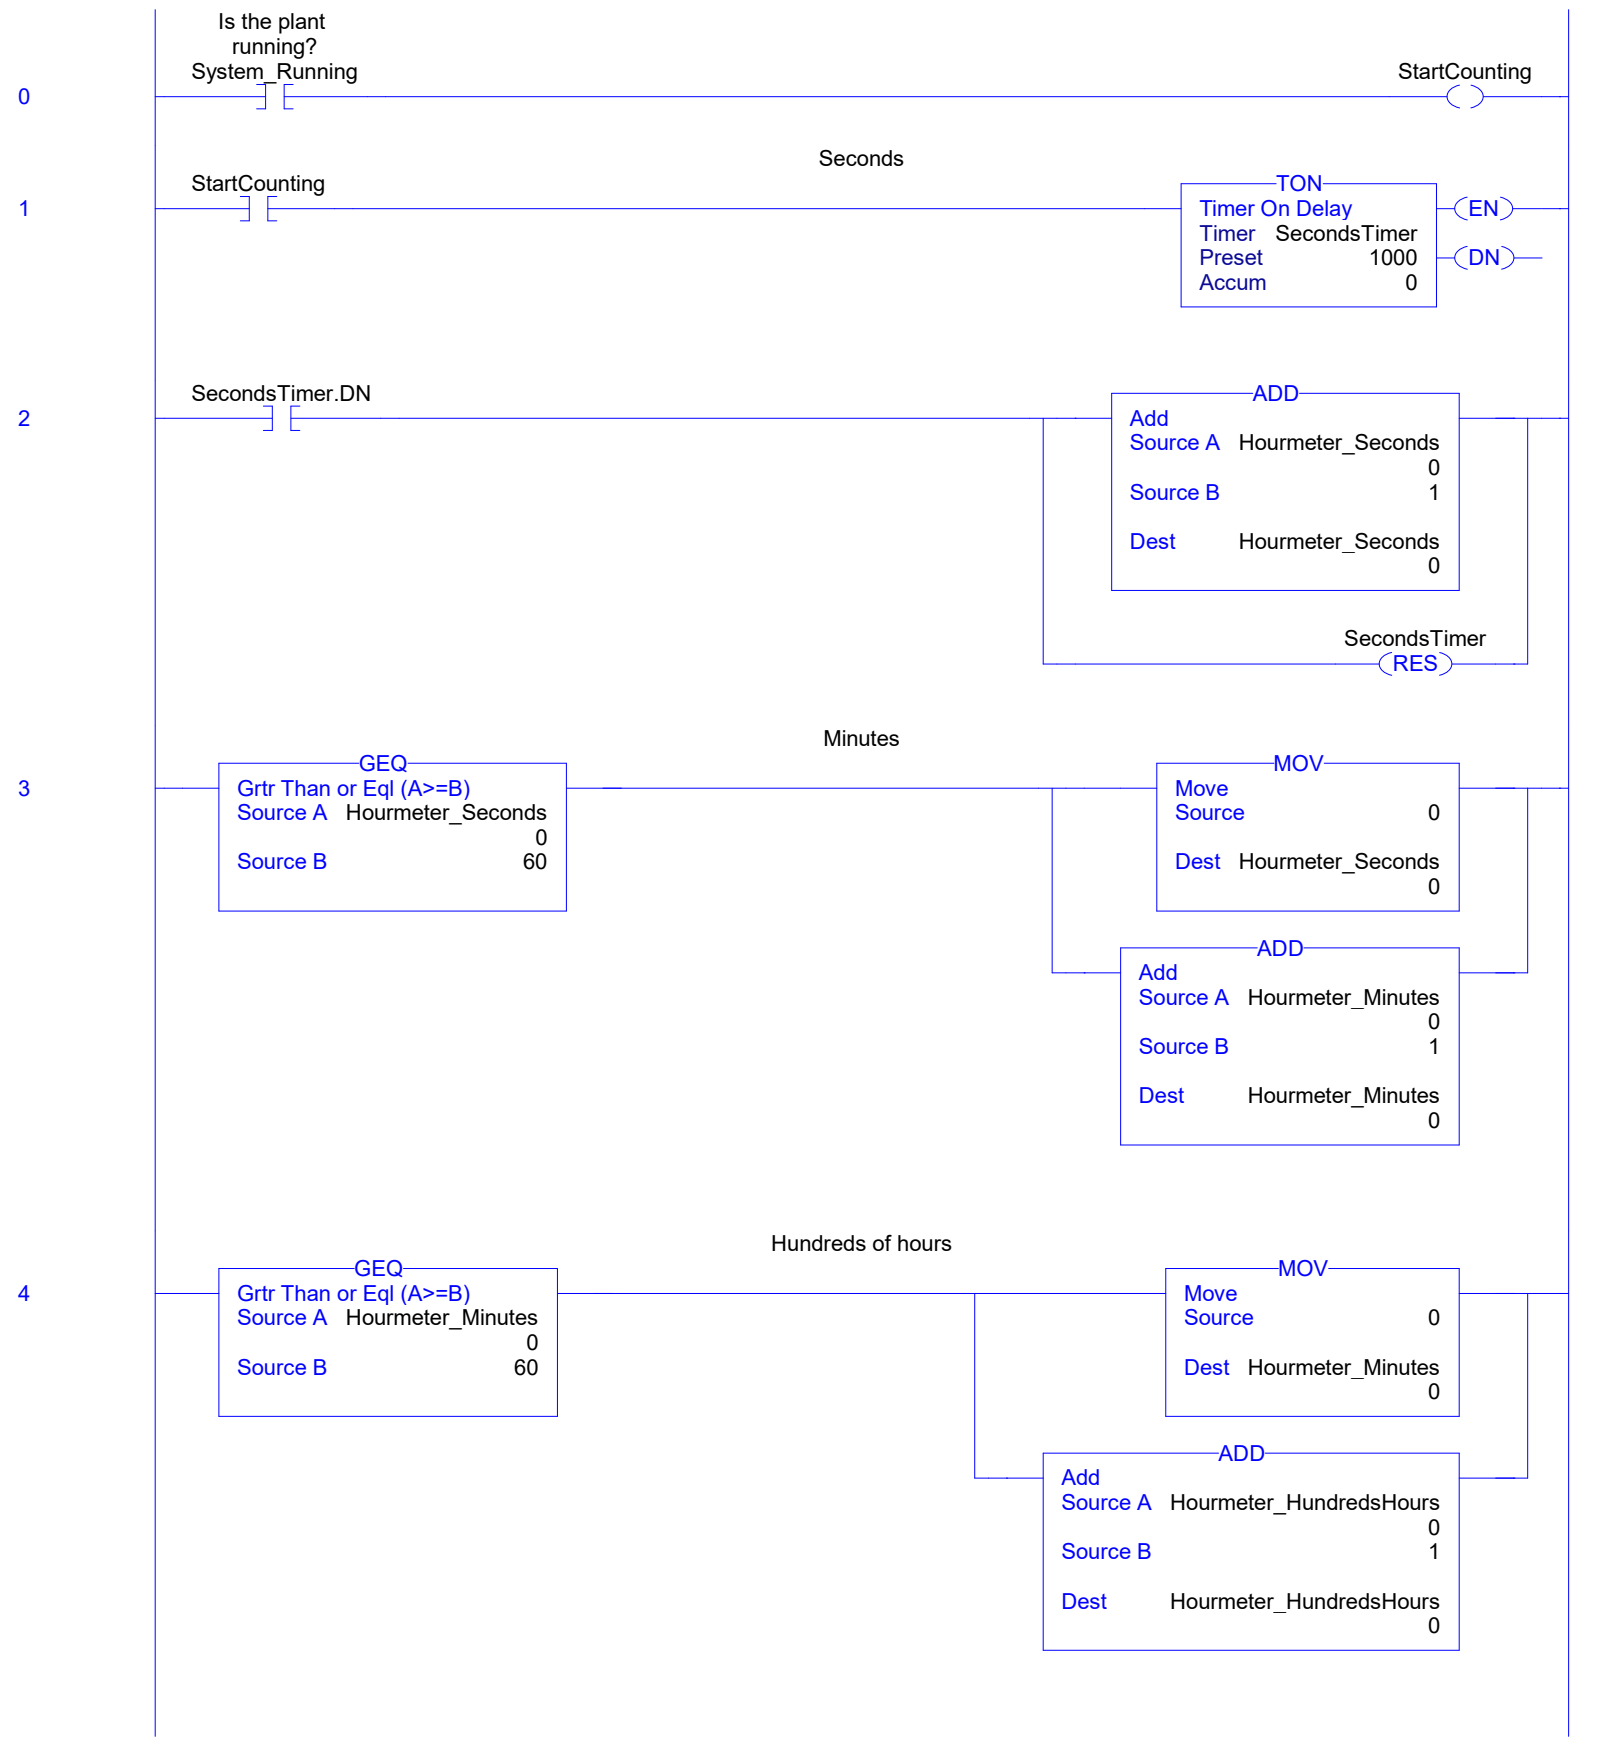 Is the plant
running?
System_Running
StartCounting
0
Seconds
StartCounting
TON
1
Timer On Delay
EN
Timer SecondsTimer
Preset 1000
DN
Accum 0
SecondsTimer.DN
ADD
2
Add
Source A Hourmeter_Seconds
0
Source B 1
Dest Hourmeter_Seconds
0
SecondsTimer
RES
Minutes
GEQ
MOV
3
Grtr Than or Eql (A>=B)
Source A Hourmeter_Seconds
0
Source B 60
Move
Source 0
Dest Hourmeter_Seconds
0
ADD
Add
Source A Hourmeter_Minutes
0
Source B 1
Dest Hourmeter_Minutes
0
Hundreds of hours
GEQ
MOV
4
Grtr Than or Eql (A>=B)
Source A Hourmeter_Minutes
0
Source B 60
Move
Source 0
Dest Hourmeter_Minutes
0
ADD
Add
Source A Hourmeter_HundredsHours
0
Source B 1
Dest Hourmeter_HundredsHours
0